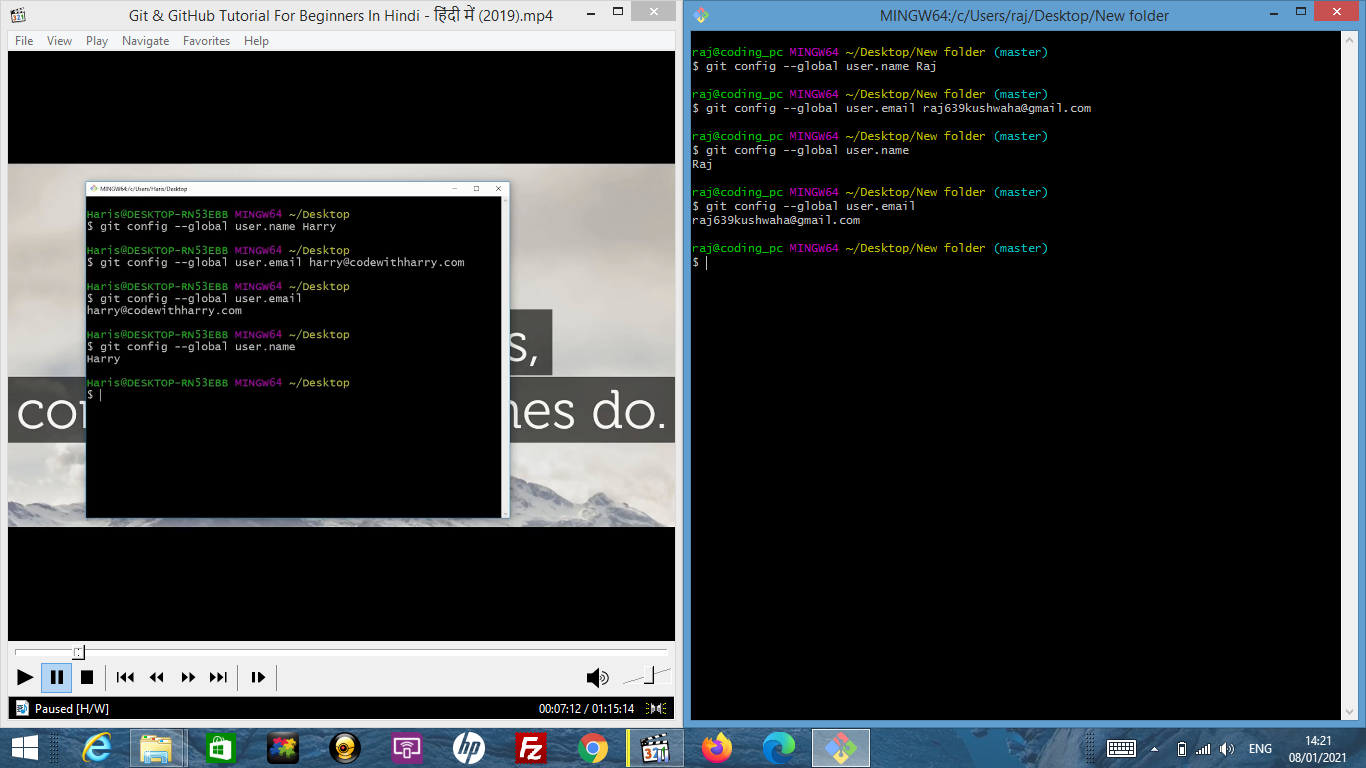 Git & GitHub Tutorial For Beginners In Hindi - हिंदी में (2019).mp4
File View Play Navigate Favorites Help
MINGW64:/c/Users/Haris/Desktop
Haris@DESKTOP-RN53EBB MINGW64 ~/Desktop
$ git config --global user.name Harry
Haris@DESKTOP-RN53EBB MINGW64 ~/Desktop
$ git config --global user.email harry@codewithharry.com
Haris@DESKTOP-RN53EBB MINGW64 ~/Desktop
$ git config --global user.email
harry@codewithharry.com
Haris@DESKTOP-RN53EBB MINGW64 ~/Desktop
$ git config --global user.name
Harry
Haris@DESKTOP-RN53EBB MINGW64 ~/Desktop
$
do.
Paused [H/W]
00:07:12 / 01:15:14
MINGW64:/c/Users/raj/Desktop/New folder
raj@coding_pc MINGW64 ~/Desktop/New folder (master)
$ git config --global user.name Raj
raj@coding_pc MINGW64 ~/Desktop/New folder (master)
$ git config --global user.email raj639kushwaha@gmail.com
raj@coding_pc MINGW64 ~/Desktop/New folder (master)
$ git config --global user.name
Raj
raj@coding_pc MINGW64 ~/Desktop/New folder (master)
$ git config --global user.email
raj639kushwaha@gmail.com
raj@coding_pc MINGW64 ~/Desktop/New folder (master)
$
hp
Fz
321
ENG
14:21
08/01/2021